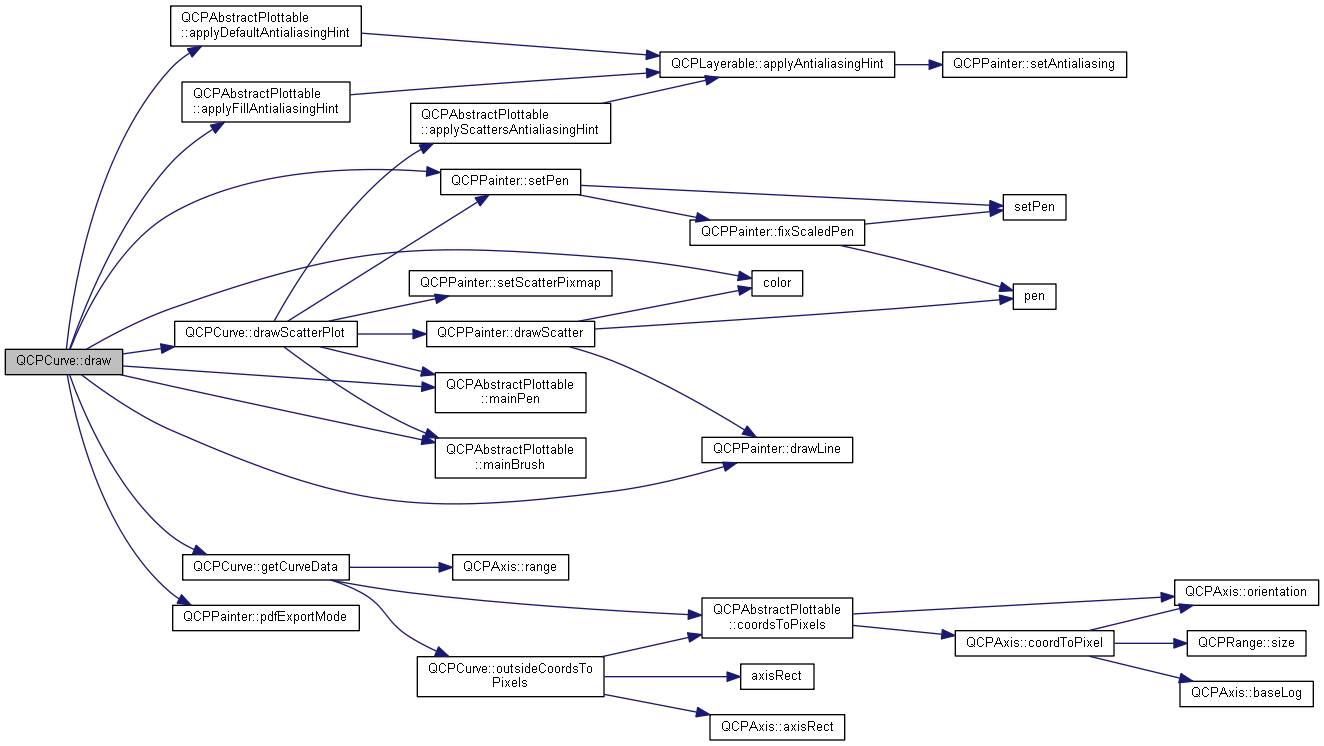 QCPAbstractPlottable
::applyDefaultAntialiasingHint
QCPLayerable::applyAntialiasingHint
QCPPainter::setAntialiasing
QCPAbstractPlottable
::applyFillAntialiasingHint
QCPAbstractPlottable
::applyScattersAntialiasingHint
QCPPainter::setPen
setPen
QCPPainter::fixScaledPen
QCPPainter::setScatterPixmap
color
pen
QCPCurve::drawScatterPlot
QCPPainter::drawScatter
QCPCurve::draw
QCPAbstractPlottable
::mainPen
QCPAbstractPlottable
::mainBrush
QCPPainter::drawLine
QCPCurve::getCurveData
QCPAxis::range
QCPPainter::pdfExportMode
QCPAbstractPlottable
::coordsToPixels
QCPAxis::orientation
QCPAxis::coordToPixel
QCPRange::size
QCPCurve::outsideCoordsTo
Pixels
axisRect
QCPAxis::baseLog
QCPAxis::axisRect